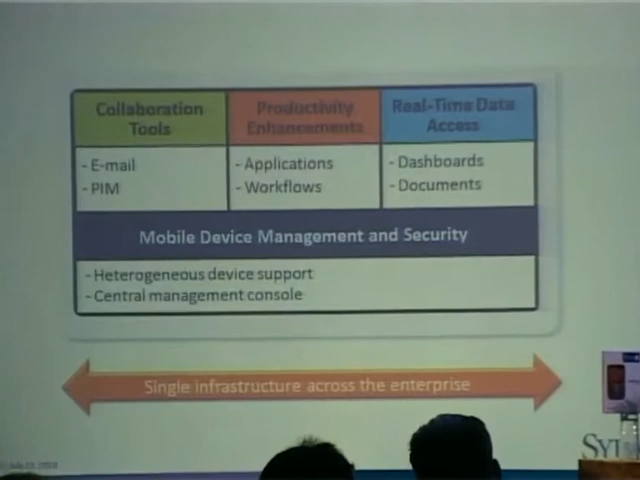 Collaboration
Tools
Productivity
Enhancements
Real-Time Data
Access
- E-mail
- PIM
- Applications
- Workflows
- Dashboards
- Documents
Mobile Device Management and Security
- Heterogeneous device support
- Central management console
Single infrastructure across the enterprise